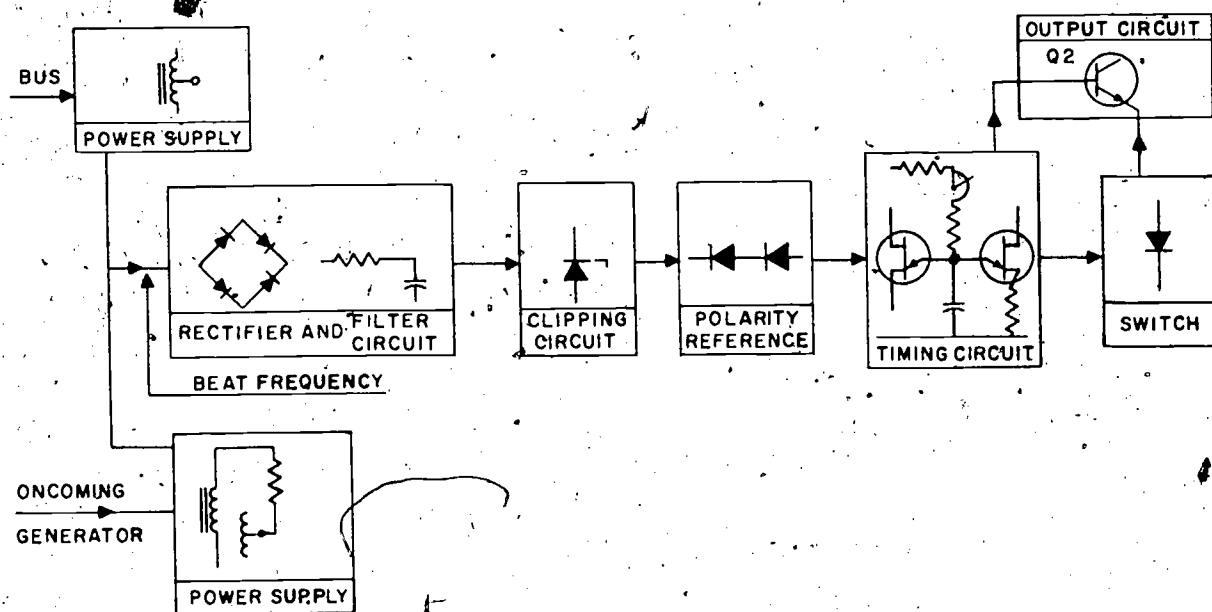 OUTPUT CIRCUIT
Q2
BUS
POWER SUPPLY
RECTIFIER AND FILTER
CIRCUIT
CLIPPING
CIRCUIT
POLARITY
REFERENCE
TIMING CIRCUIT
SWITCH
BEAT FREQUENCY
ONCOMING
GENERATOR
POWER SUPPLY